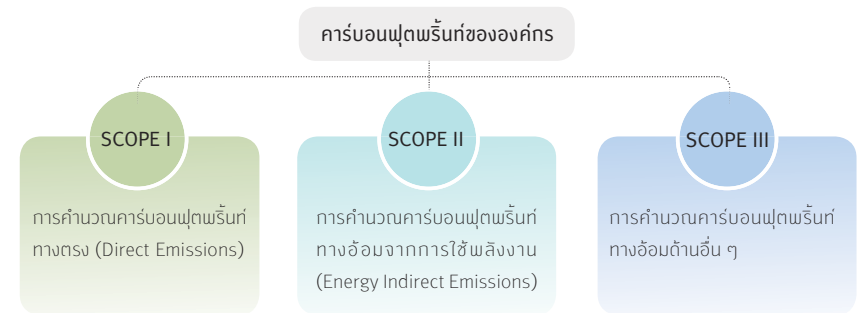 คาร์บอนฟุตพริ้นท์ขององค์กร
SCOPE I
การคำนวณคาร์บอนฟุตพริ้นท์
ทางตรง (Direct Emissions)
SCOPE II
การคำนวณคาร์บอนฟุตพริ้นท์
ทางอ้อมจากการใช้พลังงาน
(Energy Indirect Emissions)
SCOPE III
การคำนวณคาร์บอนฟุตพริ้นท์
ทางอ้อมด้านอื่น ๆ